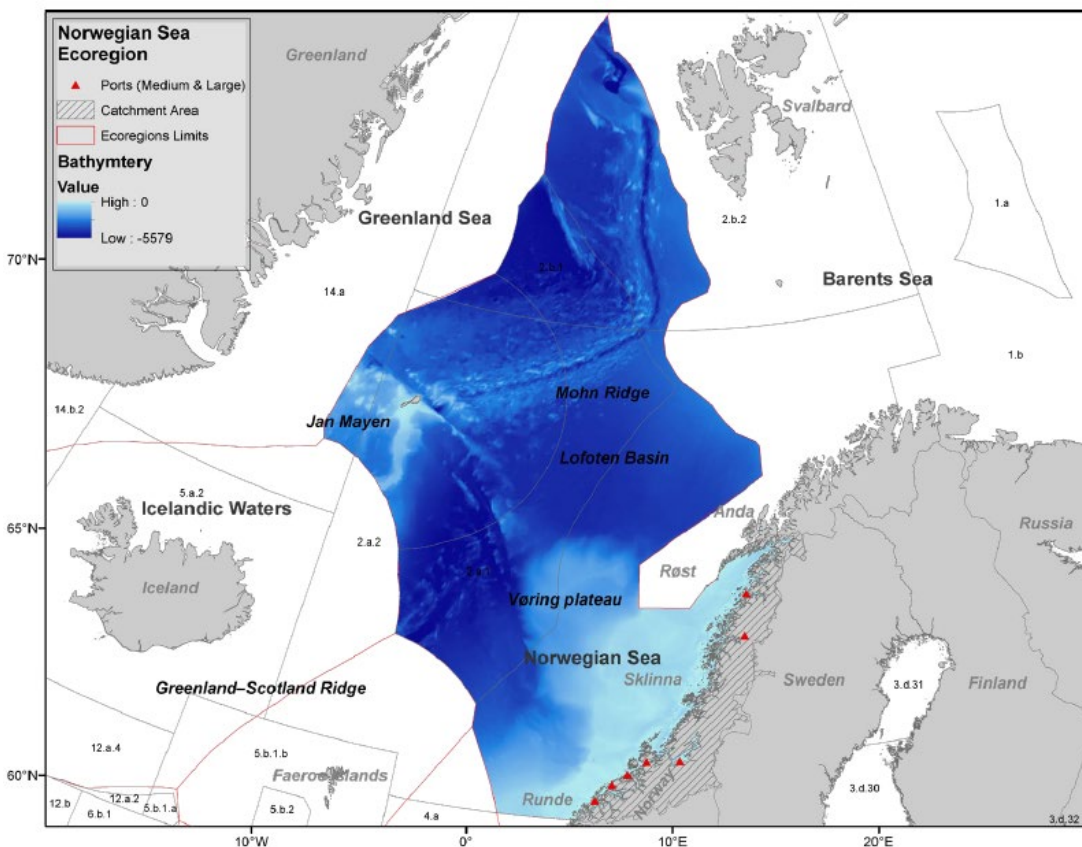 Norwegian Sea
Ecoregion
Ports (Medium & Large)
Catchment Area
Ecoregions Limits
Bathymtery
Value
High : 0
Low : -5579
Greenland
Svalbard
Greenland Sea
2.b.2
1.a
70°N
2.b.1
14.a
Barents Sea
1.b
Mohn Ridge
14.b.2
Jan Mayen
Lofoten Basin
5.a.2
Icelandic Waters
Anda
65°N
2.a.2
Russia
Røst
Iceland
Vøring plateau
Norwegian Sea
Sklinna
Sweden
Finland
3.d.31
Greenland–Scotland Ridge
12.a.4
5.b.1.b
60°N
Faeroe Islands
Norway
3.d.30
12.b
12.a.2
5.b.1.a
6.b.1
5.b.2
Runde
4.a
3.d.32
10°W
0°
10°E
20°E